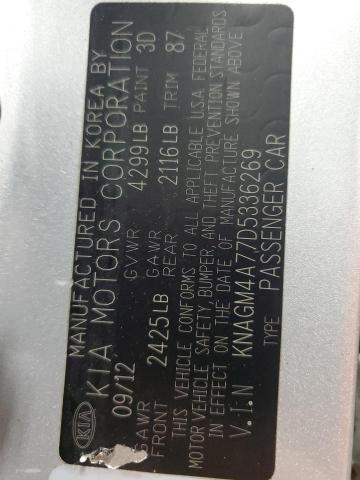 MANUFACTURED IN KOREA BY
KIA KIA MOTORS CORPORATION
09/12 GVWR 4299LB PAINT 3D
GAWR FRONT 2425LB GAWR REAR 2116LB TRIM 87
THIS VEHICLE CONFORMS TO ALL APPLICABLE U.S.A. FEDERAL
MOTOR VEHICLE SAFETY, BUMPER, AND THEFT PREVENTION STANDARDS
IN EFFECT ON THE DATE OF MANUFACTURE SHOWN ABOVE
V.I.N KNAGM4A77D5336269
TYPE PASSENGER CAR